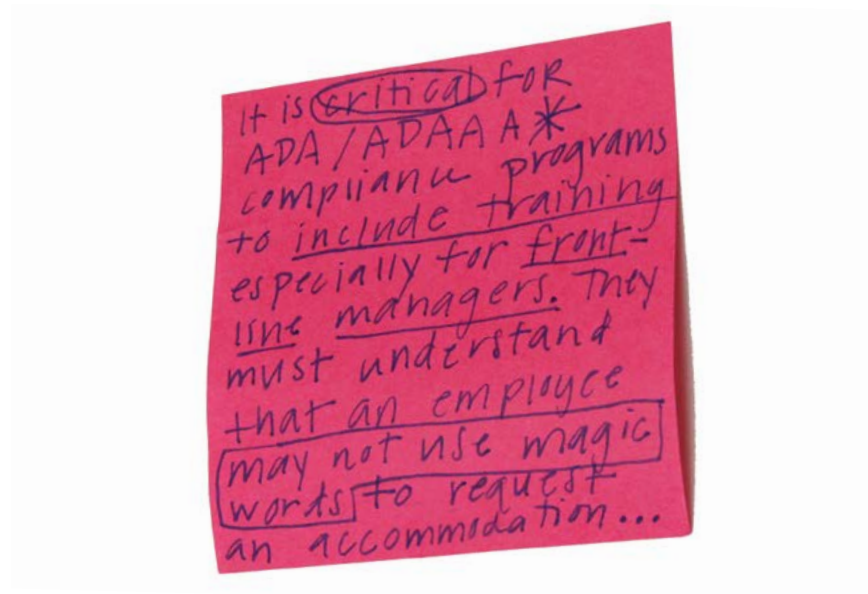 It is critical for
ADA/ADAAA*
compliance programs
to include training
especially for front-
line managers. They
must understand
that an employee
may not use magic
words to request
an accommodation...